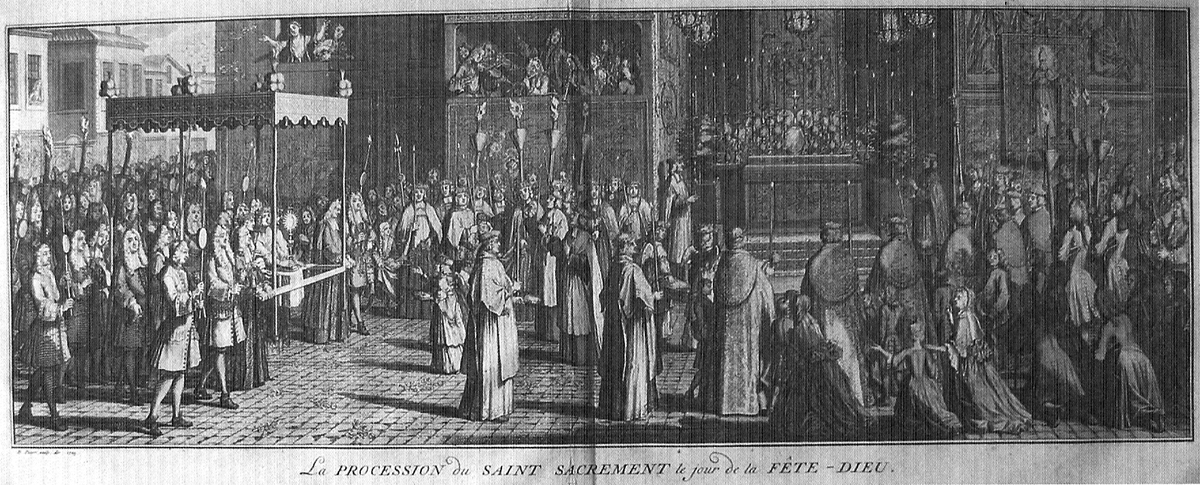 La PROCESSION du SAINT SACREMENT le jour de la FÊTE-DIEU.